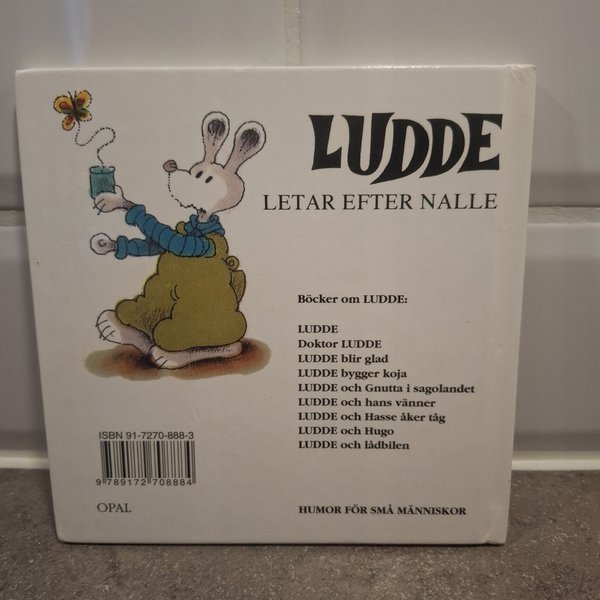 LUDDE
LETAR EFTER NALLE
Böcker om LUDDE:
LUDDE
Doktor LUDDE
LUDDE blir glad
LUDDE bygger koja
LUDDE och Gnutta i sagolandet
LUDDE och hans vänner
LUDDE och Hasse åker tåg
LUDDE och Hugo
LUDDE och lådbilen
ISBN 91-7270-888-3
9 789172 708884
OPAL
HUMOR FÖR SMÅ MÄNNISKOR